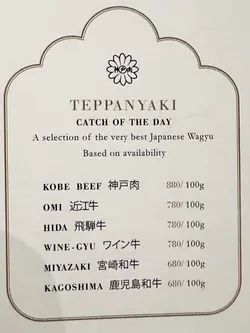 神戸肉
TEPPANYAKI
CATCH OF THE DAY
A selection of the very best Japanese Wagyu
Based on availability
KOBE BEEF 神戸肉 880/ 100g
OMI 近江牛 780/ 100g
HIDA 飛騨牛 780/ 100g
WINE-GYU ワイン牛 780/ 100g
MIYAZAKI 宮崎和牛 680/ 100g
KAGOSHIMA 鹿児島和牛 680/ 100g